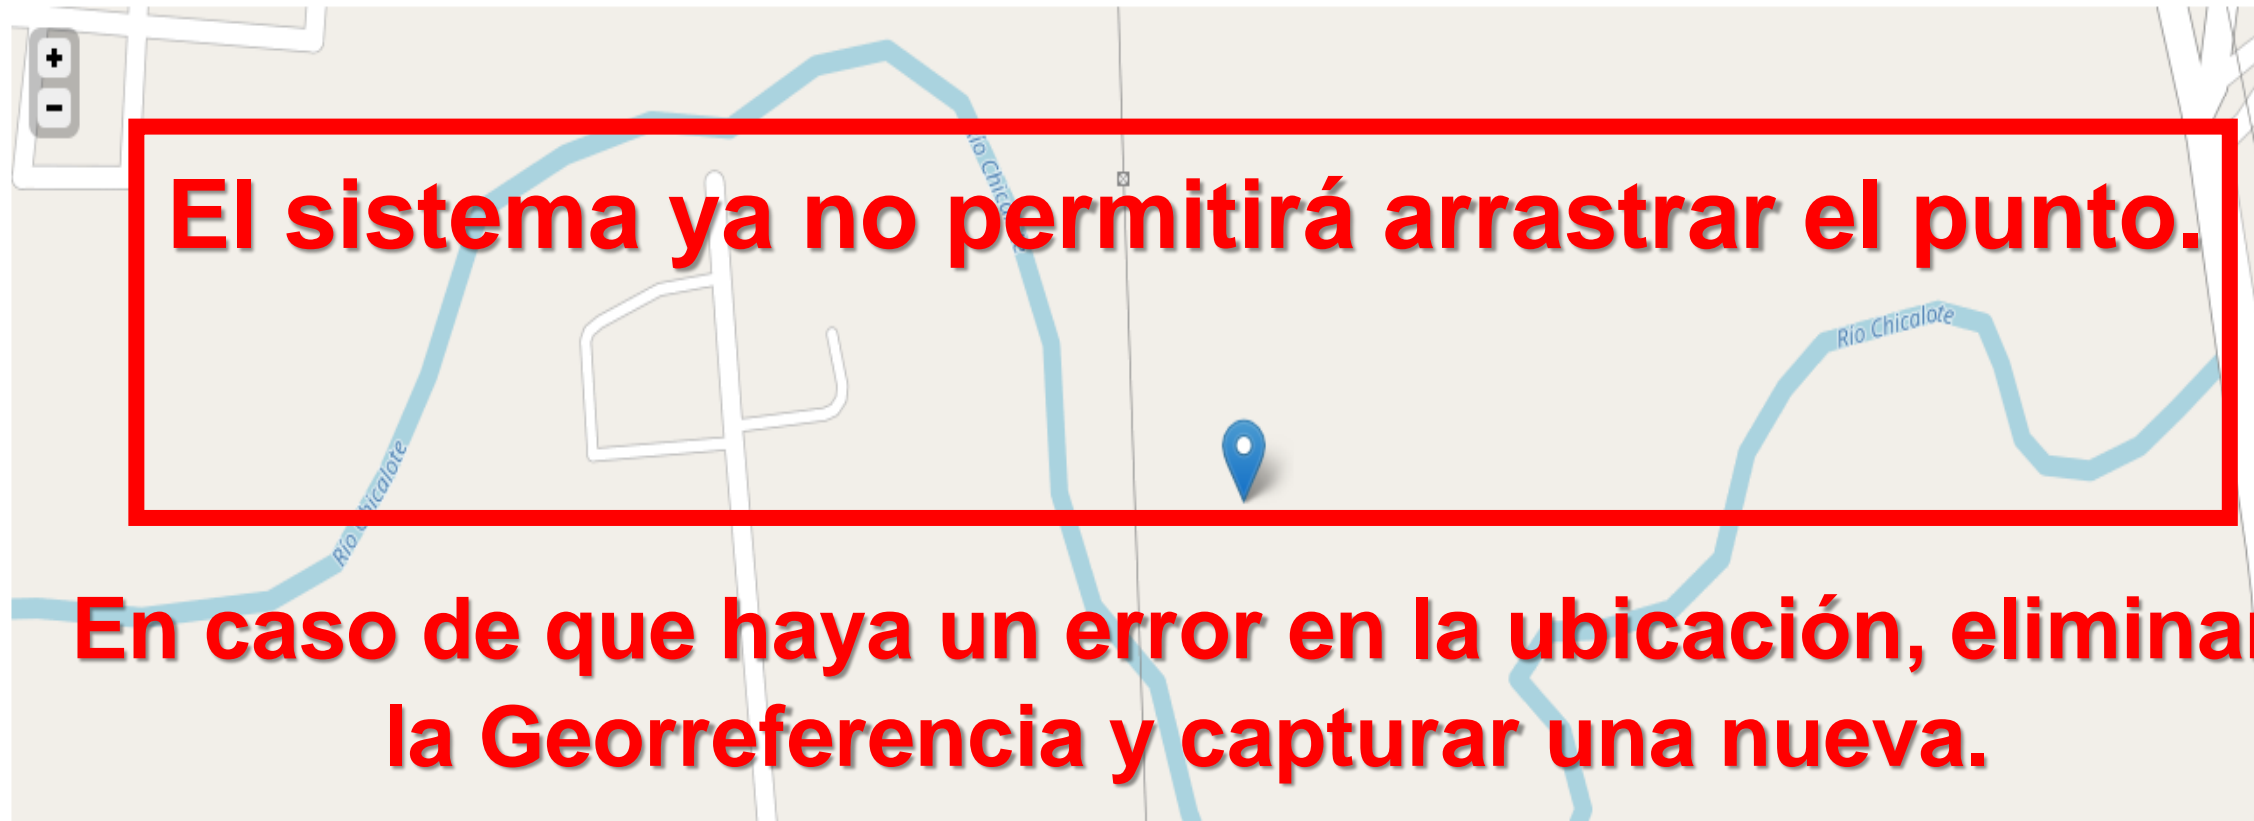 +
-
El sistema ya no permitirá arrastrar el punto.
Río Chicalote
Río Chicalote
En caso de que haya un error en la ubicación, eliminar
la Georreferencia y capturar una nueva.